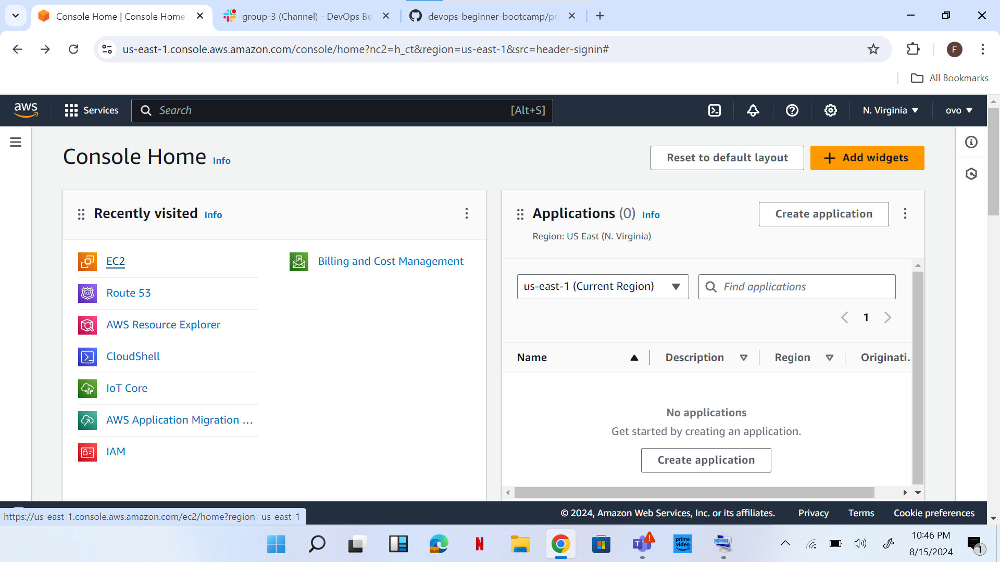 Console Home | Console Home
group-3 (Channel) - DevOps Be
devops-beginner-bootcamp/pr
us-east-1.console.aws.amazon.com/console/home?nc2=h_ct&region=us-east-1&src=header-signin#
F
All Bookmarks
aws
Services
Search
[Alt+S]
N. Virginia
ovo
Console Home
Info
Reset to default layout
Add widgets
Recently visited
Info
EC2
Route 53
AWS Resource Explorer
CloudShell
IoT Core
AWS Application Migration ...
IAM
Billing and Cost Management
Applications (0)
Info
Create application
Region: US East (N. Virginia)
us-east-1 (Current Region)
Find applications
1
Name
Description
Region
Originati.
No applications
Get started by creating an application.
Create application
https://us-east-1.console.aws.amazon.com/ec2/home?region=us-east-1
© 2024, Amazon Web Services, Inc. or its affiliates.
Privacy
Terms
Cookie preferences
N
T
prime
video
10:46 PM
8/15/2024
1